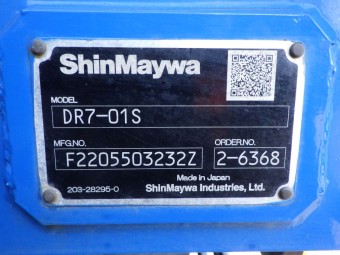 ShinMaywa
MODEL
DR7-01S
MFG.NO. ORDER.NO.
F2205503232Z 2-6368
Made in Japan
203-28295-0 ShinMaywa Industries, Ltd.